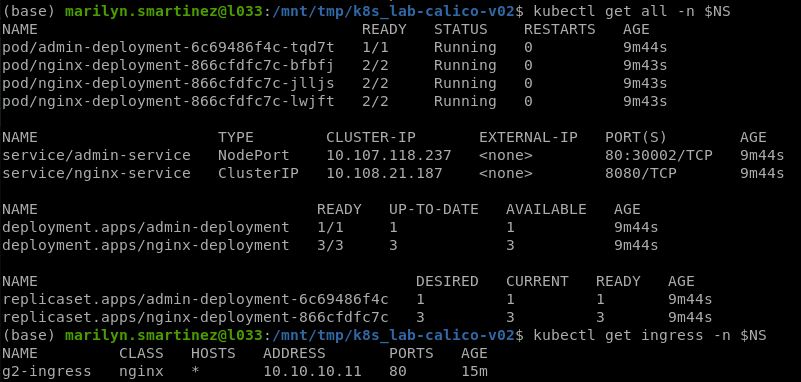 (base) marilyn.smartinez@l033:/mnt/tmp/k8s_lab-calico-v02$ kubectl get all -n $NS
NAME                                    READY   STATUS    RESTARTS   AGE
pod/admin-deployment-6c69486f4c-tqd7t   1/1     Running   0          9m44s
pod/nginx-deployment-866cfdfc7c-bfbfj   2/2     Running   0          9m43s
pod/nginx-deployment-866cfdfc7c-jlljs   2/2     Running   0          9m43s
pod/nginx-deployment-866cfdfc7c-lwjft   2/2     Running   0          9m43s
NAME                    TYPE        CLUSTER-IP       EXTERNAL-IP   PORT(S)        AGE
service/admin-service   NodePort    10.107.118.237   <none>        80:30002/TCP   9m44s
service/nginx-service   ClusterIP   10.108.21.187    <none>        8080/TCP       9m44s
NAME                               READY   UP-TO-DATE   AVAILABLE   AGE
deployment.apps/admin-deployment   1/1     1            1           9m44s
deployment.apps/nginx-deployment   3/3     3            3           9m44s
NAME                                          DESIRED   CURRENT   READY   AGE
replicaset.apps/admin-deployment-6c69486f4c   1         1         1       9m44s
replicaset.apps/nginx-deployment-866cfdfc7c   3         3         3       9m44s
(base) marilyn.smartinez@l033:/mnt/tmp/k8s_lab-calico-v02$ kubectl get ingress -n $NS
NAME         CLASS   HOSTS   ADDRESS       PORTS   AGE
g2-ingress   nginx   *       10.10.10.11   80      15m